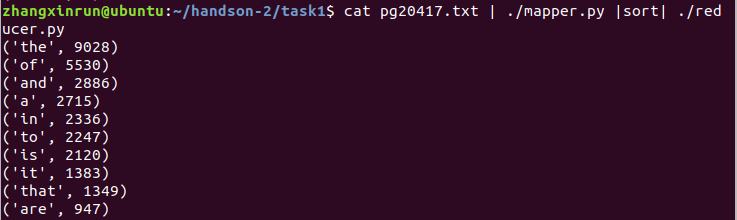 zhangxinrun@ubuntu:~/handson-2/task1$ cat pg20417.txt | ./mapper.py |sort| ./red
ucer.py
('the', 9028)
('of', 5530)
('and', 2886)
('a', 2715)
('in', 2336)
('to', 2247)
('is', 2120)
('it', 1383)
('that', 1349)
('are', 947)